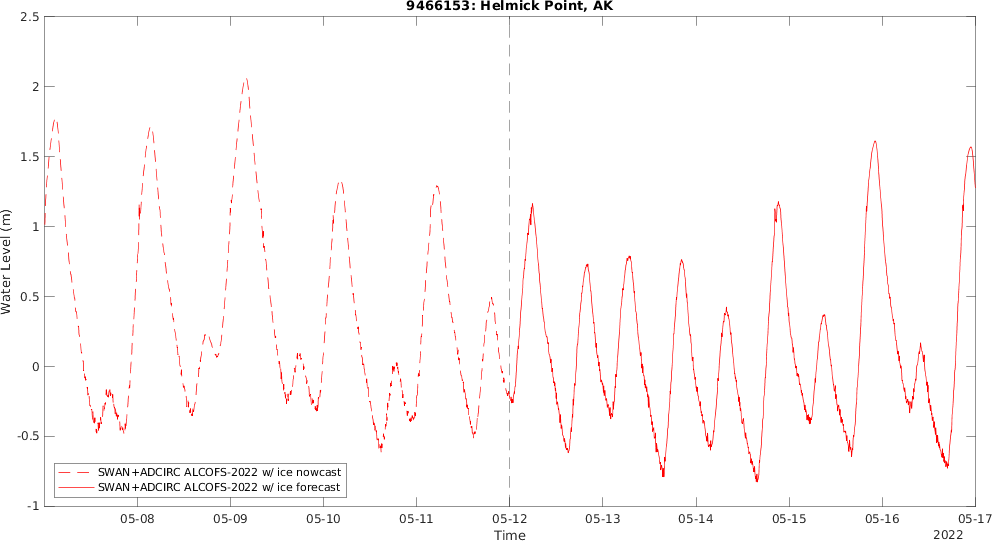 9466153: Helmick Point, AK
2.5
2
1.5
1
0.5
0
-0.5
-1
Water Level (m)
SWAN+ADCIRC ALCOFS-2022 w/ ice nowcast
SWAN+ADCIRC ALCOFS-2022 w/ ice forecast
05-08 05-09 05-10 05-11 05-12 05-13 05-14 05-15 05-16 05-17
Time
2022